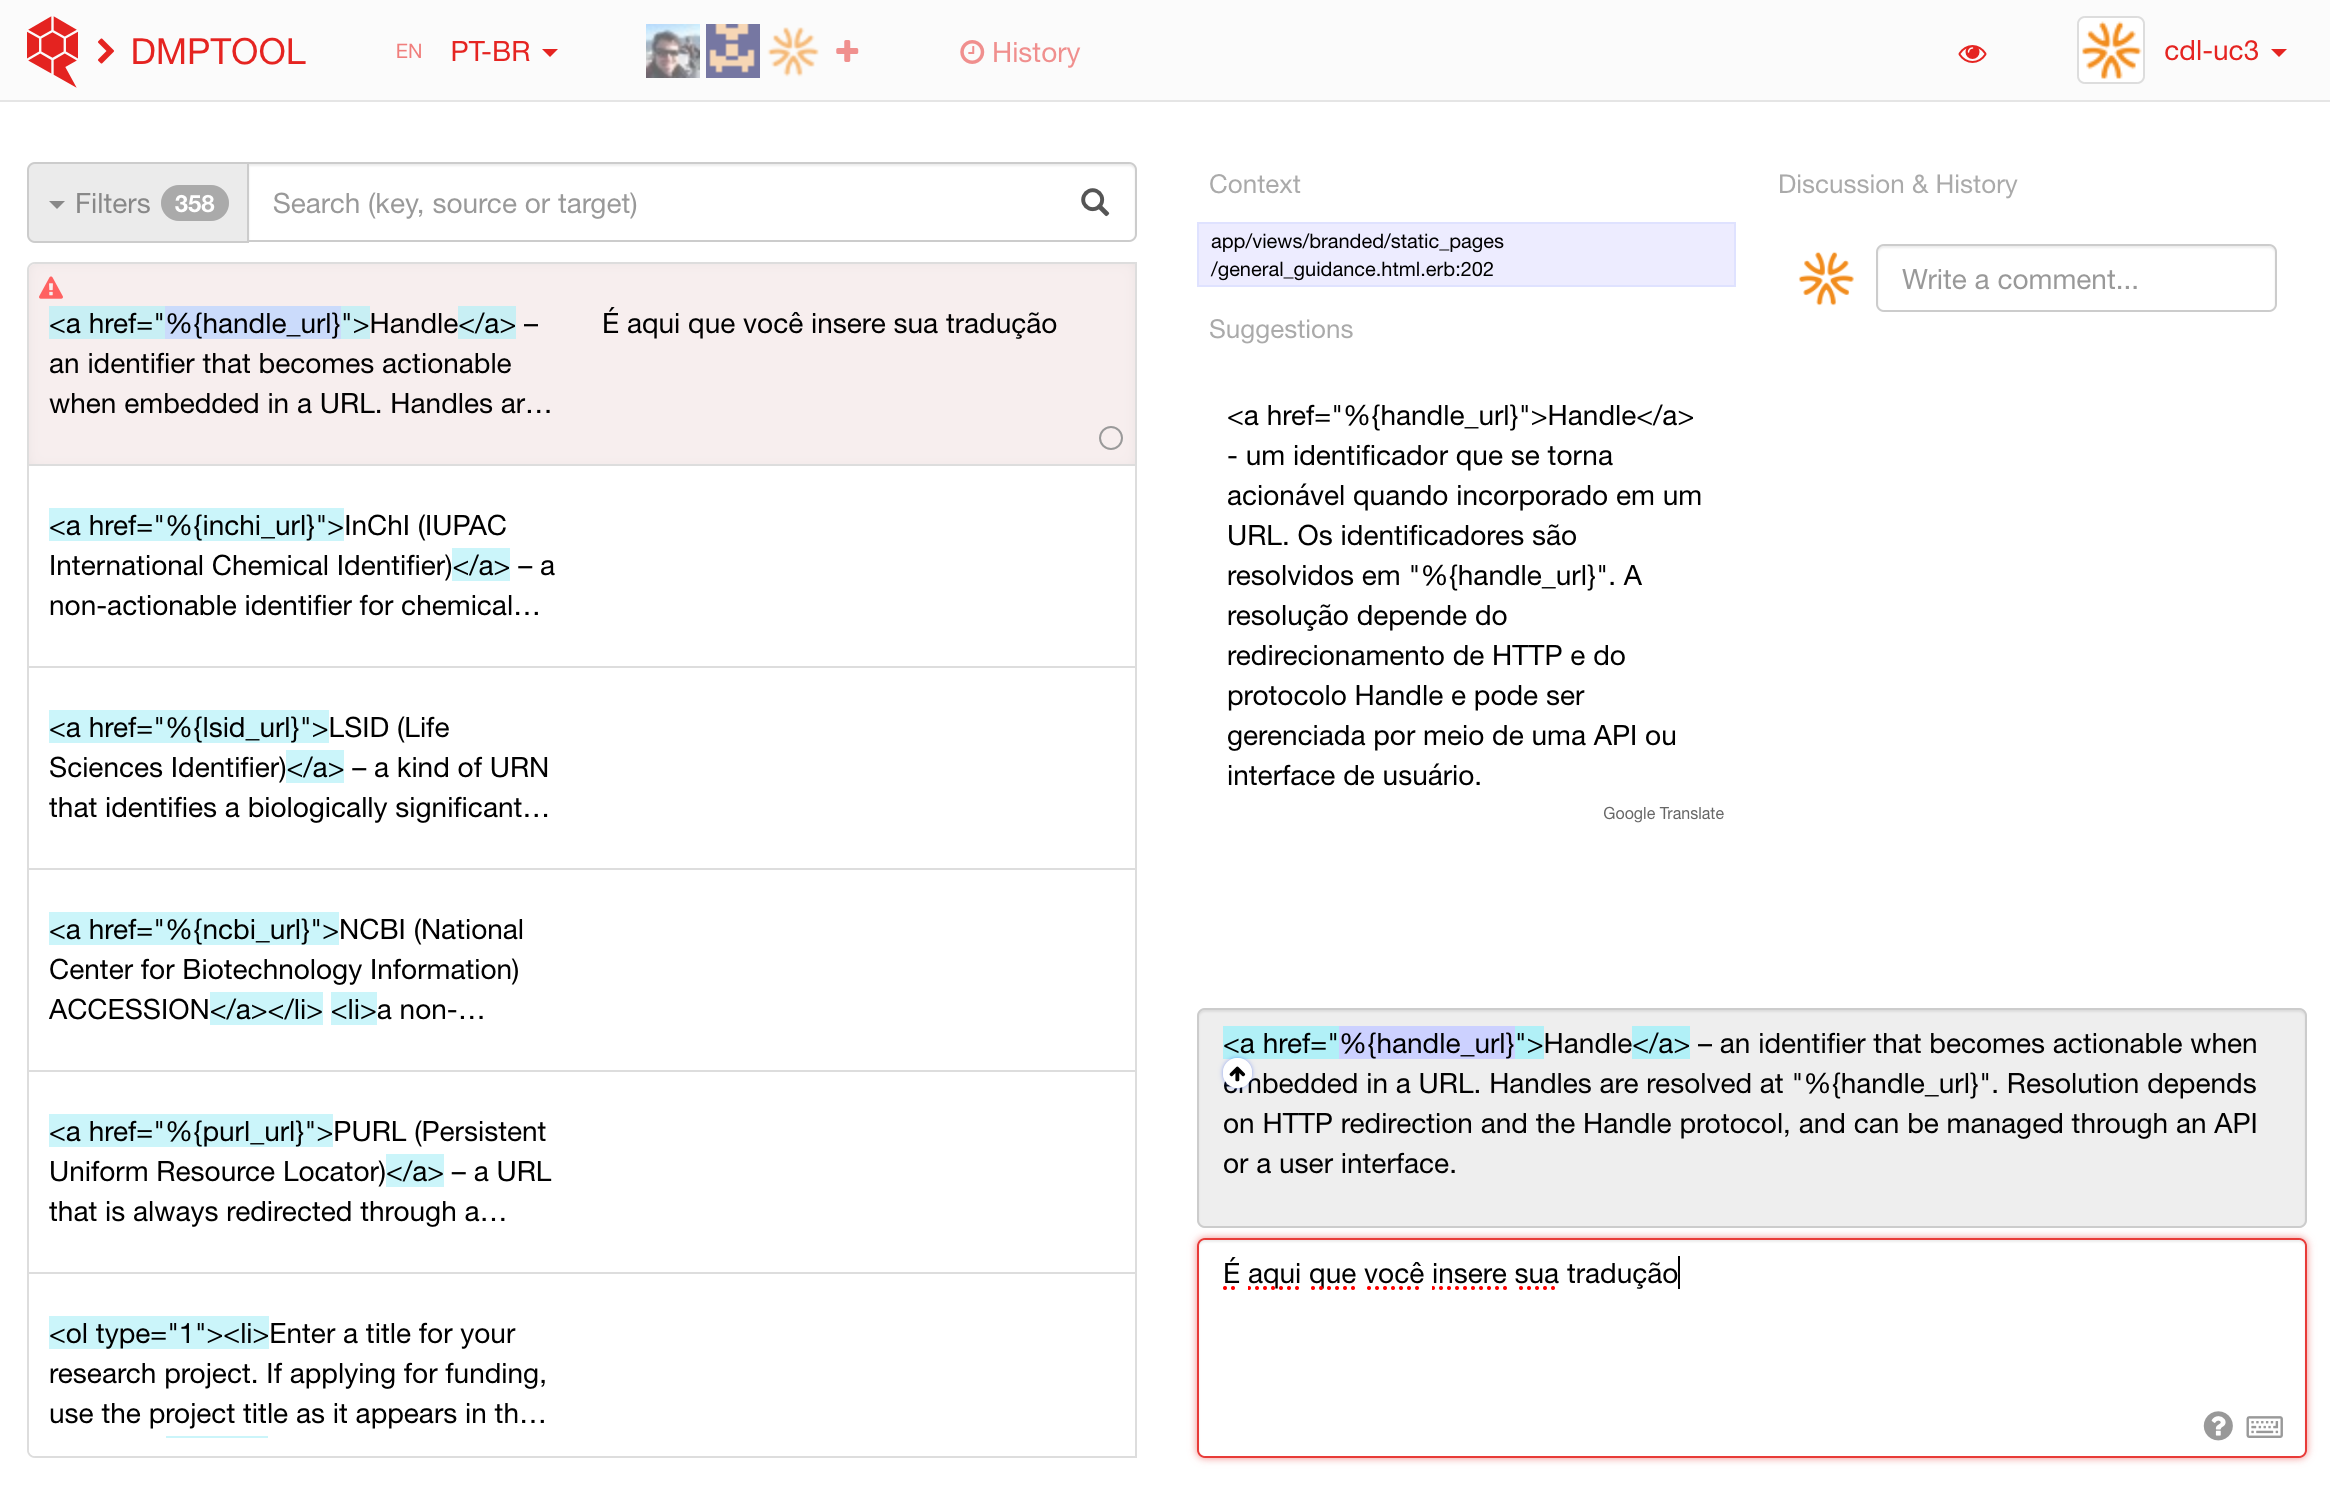 DMPTOOL
EN PT-BR
History
cdl-uc3
Filters 358
Search (key, source or target)
<a href="%{handle_url}">Handle</a> –
an identifier that becomes actionable
when embedded in a URL. Handles ar…
É aqui que você insere sua tradução
<a href="%{inchi_url}">InChI (IUPAC
International Chemical Identifier)</a> – a
non-actionable identifier for chemical…
<a href="%{lsid_url}">LSID (Life
Sciences Identifier)</a> – a kind of URN
that identifies a biologically significant…
<a href="%{ncbi_url}">NCBI (National
Center for Biotechnology Information)
ACCESSION</a></li> <li>a non-…
<a href="%{purl_url}">PURL (Persistent
Uniform Resource Locator)</a> – a URL
that is always redirected through a…
<ol type="1"><li>Enter a title for your
research project. If applying for funding,
use the project title as it appears in th…
Context
app/views/branded/static_pages
/general_guidance.html.erb:202
Suggestions
<a href="%{handle_url}">Handle</a>
- um identificador que se torna
acionável quando incorporado em um
URL. Os identificadores são
resolvidos em "%{handle_url}". A
resolução depende do
redirecionamento de HTTP e do
protocolo Handle e pode ser
gerenciada por meio de uma API ou
interface de usuário.
Google Translate
Discussion & History
Write a comment...
<a href="%{handle_url}">Handle</a> – an identifier that becomes actionable when
embedded in a URL. Handles are resolved at "%{handle_url}". Resolution depends
on HTTP redirection and the Handle protocol, and can be managed through an API
or a user interface.
É aqui que você insere sua tradução